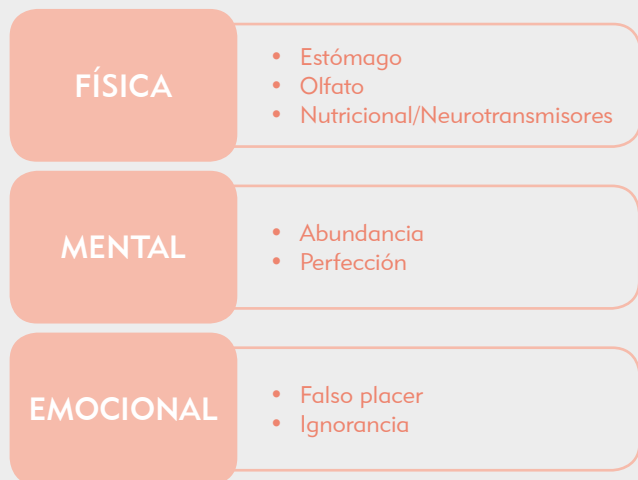 FÍSICA
• Estómago
• Olfato
• Nutricional/Neurotransmisores
MENTAL
• Abundancia
• Perfección
EMOCIONAL
• Falso placer
• Ignorancia